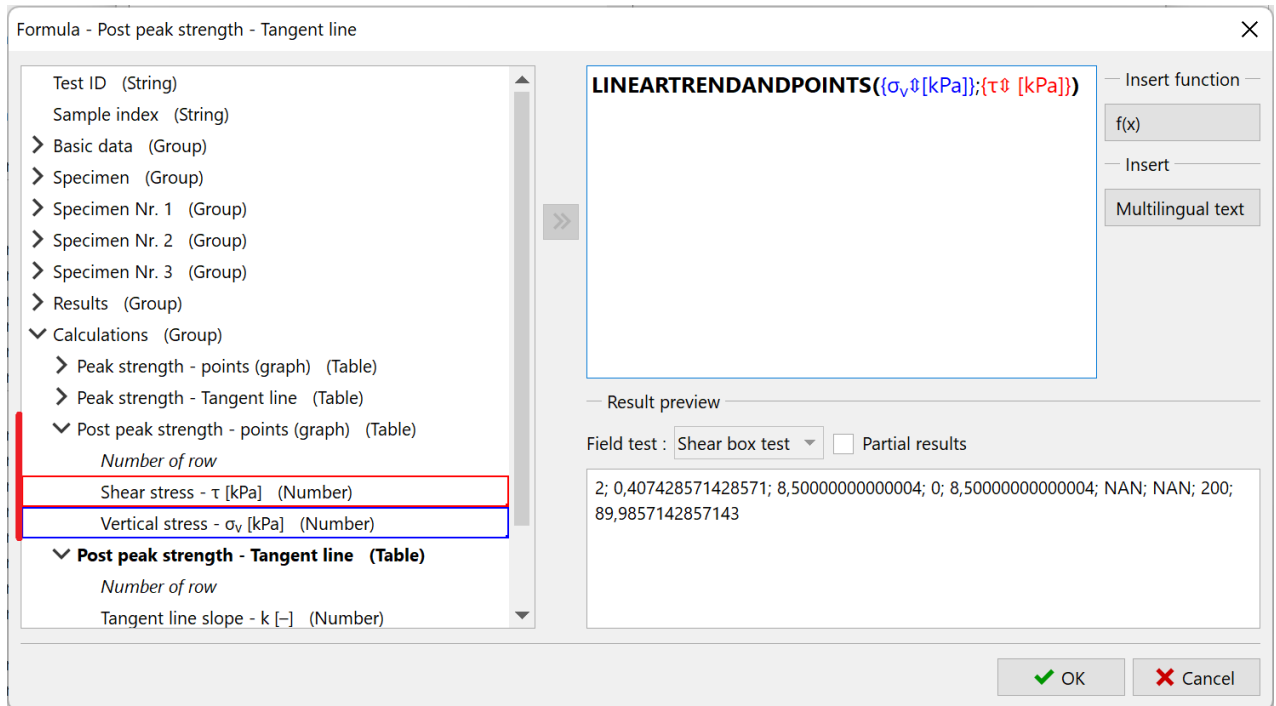 Formula - Post peak strength - Tangent line
Test ID (String)
Sample index (String)
Basic data (Group)
Specimen (Group)
Specimen Nr. 1 (Group)
Specimen Nr. 2 (Group)
Specimen Nr. 3 (Group)
Results (Group)
Calculations (Group)
Peak strength - points (graph) (Table)
Peak strength - Tangent line (Table)
Post peak strength - points (graph) (Table)
Number of row
Shear stress - τ [kPa] (Number)
Vertical stress - σᵥ [kPa] (Number)
Post peak strength - Tangent line (Table)
Number of row
Tangent line slope - k [–] (Number)
LINEARTRENDANDPOINTS({σᵥ⇕[kPa]};{τ⇕ [kPa]})
Insert function
f(x)
Insert
Multilingual text
Result preview
Field test : Shear box test Partial results
2; 0,407428571428571; 8,50000000000004; 0; 8,50000000000004; NAN; NAN; 200;
89,9857142857143
OK Cancel